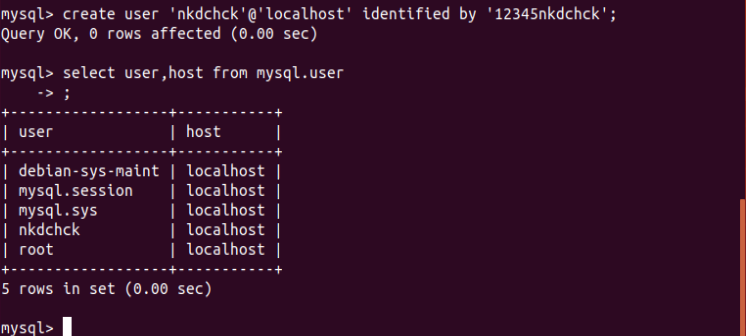 mysql> create user 'nkdchck'@'localhost' identified by '12345nkdchck';
Query OK, 0 rows affected (0.00 sec)
mysql> select user,host from mysql.user
    -> ;
+------------------+-----------+
| user             | host      |
+------------------+-----------+
| debian-sys-maint | localhost |
| mysql.session    | localhost |
| mysql.sys        | localhost |
| nkdchck          | localhost |
| root             | localhost |
+------------------+-----------+
5 rows in set (0.00 sec)
mysql>